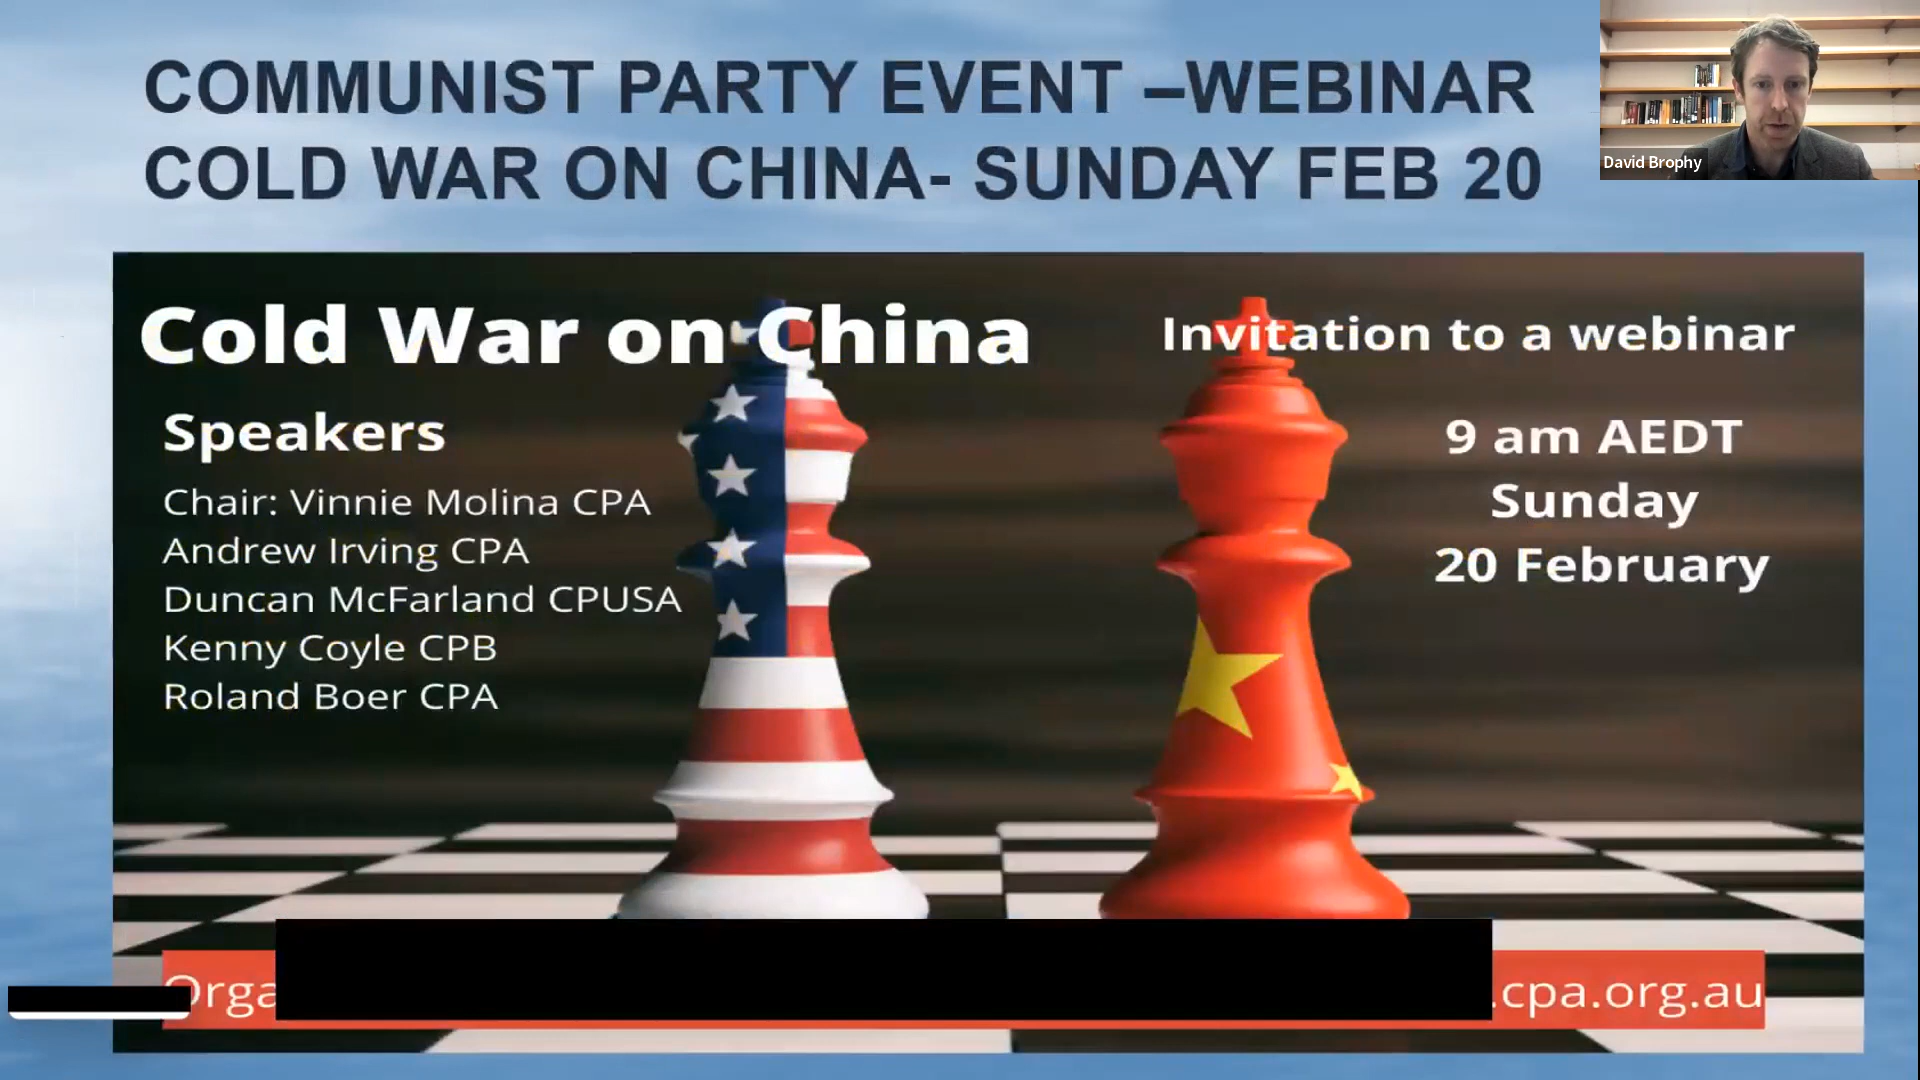 COMMUNIST PARTY EVENT –WEBINAR
COLD WAR ON CHINA- SUNDAY FEB 20
David Brophy
Cold War on China
Invitation to a webinar
Speakers
Chair: Vinnie Molina CPA
Andrew Irving CPA
Duncan McFarland CPUSA
Kenny Coyle CPB
Roland Boer CPA
9 am AEDT
Sunday
20 February
.cpa.org.au